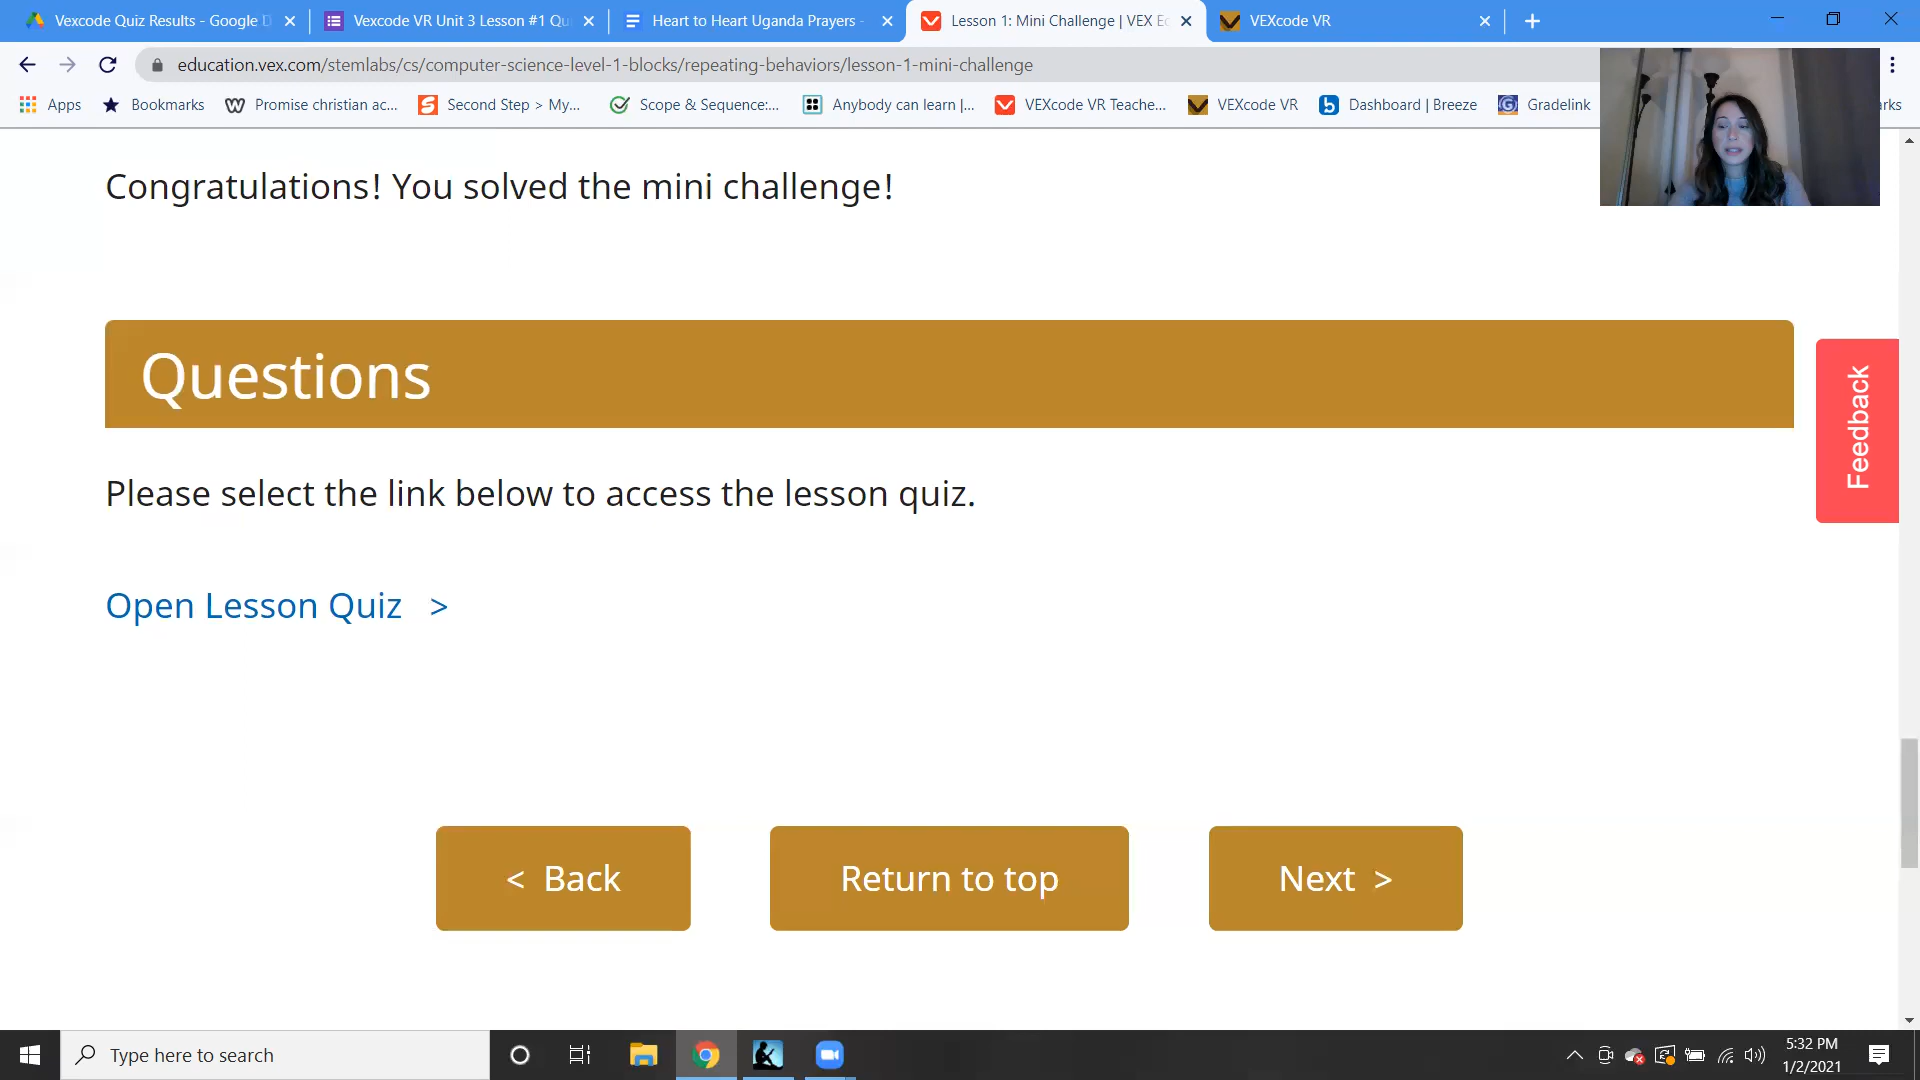 Vexcode Quiz Results - Google D
Vexcode VR Unit 3 Lesson #1 Qu
Heart to Heart Uganda Prayers -
Lesson 1: Mini Challenge | VEX Ed
VEXcode VR
education.vex.com/stemlabs/cs/computer-science-level-1-blocks/repeating-behaviors/lesson-1-mini-challenge
Apps
Bookmarks
Promise christian ac...
Second Step > My...
Scope & Sequence:...
Anybody can learn |...
VEXcode VR Teache...
VEXcode VR
Dashboard | Breeze
Gradelink
arks
Congratulations! You solved the mini challenge!
Questions
Feedback
Please select the link below to access the lesson quiz.
Open Lesson Quiz >
< Back
Return to top
Next >
Type here to search
5:32 PM
1/2/2021